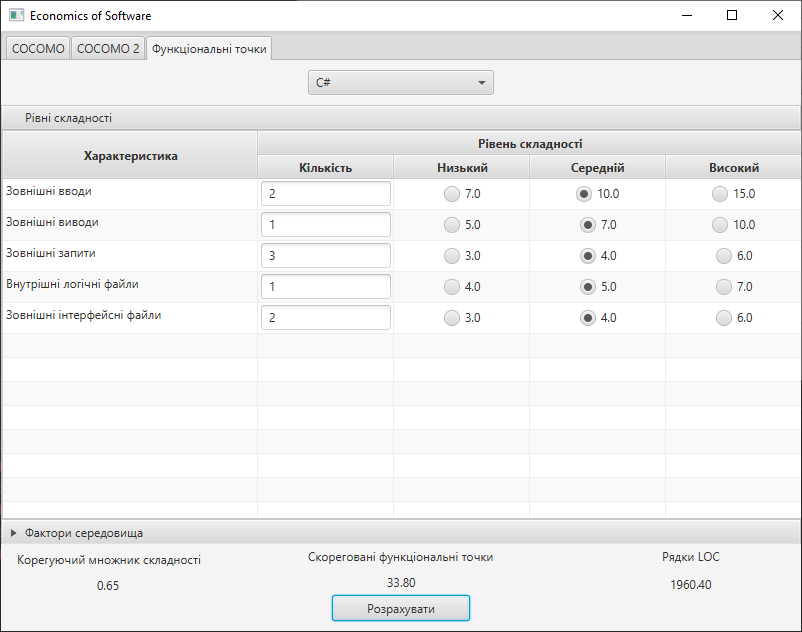 Economics of Software
COCOMO COCOMO 2 Функціональні точки
C#
Рівні складності
Характеристика Рівень складності
Кількість Низький Середній Високий
Зовнішні вводи 2 7.0 10.0 15.0
Зовнішні виводи 1 5.0 7.0 10.0
Зовнішні запити 3 3.0 4.0 6.0
Внутрішні логічні файли 1 4.0 5.0 7.0
Зовнішні інтерфейсні файли 2 3.0 4.0 6.0
Фактори середовища
Корегуючий множник складності Скореговані функціональні точки Рядки LOC
0.65 33.80 1960.40
Розрахувати